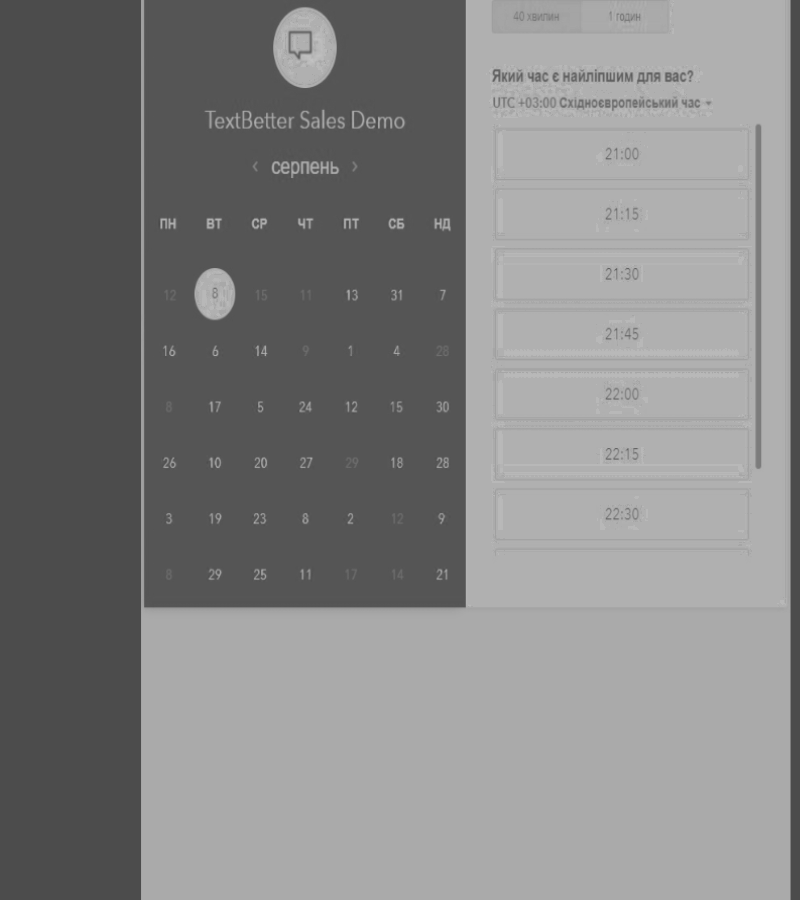 TextBetter Sales Demo
‹ серпень ›
ПН ВТ СР ЧТ ПТ СБ НД
12 8 15 11 13 31 7
16 6 14 9 1 4 28
8 17 5 24 12 15 30
26 10 20 27 29 18 28
3 19 23 8 2 12 9
8 29 25 11 17 14 21
40 хвилин 1 годин
Який час є найліпшим для вас?
UTC +03:00 Східноєвропейський час
21:00
21:15
21:30
21:45
22:00
22:15
22:30